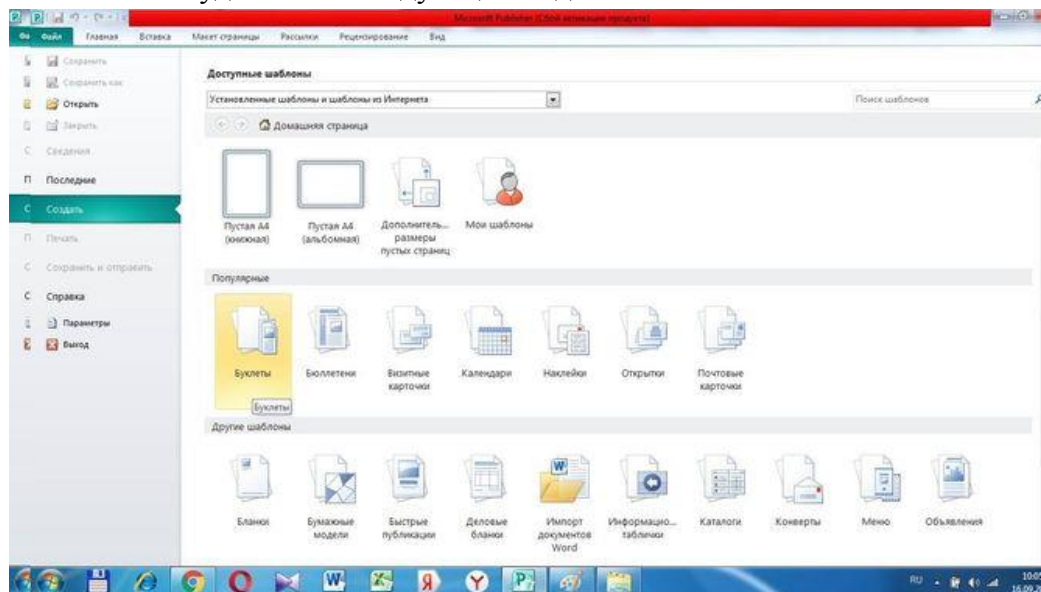 Microsoft Publisher (Сбой активации продукта)
Файл Главная Вставка Макет страницы Рассылки Рецензирование Вид
Сохранить
Сохранить как
Открыть
Закрыть
Сведения
Последние
Создать
Печать
Сохранить и отправить
Справка
Параметры
Выход
Доступные шаблоны
Установленные шаблоны и шаблоны из Интернета
Поиск шаблонов
Домашняя страница
Пустая A4 (книжная)
Пустая A4 (альбомная)
Дополнитель... размеры пустых страниц
Мои шаблоны
Популярные
Буклеты
Бюллетени
Визитные карточки
Календари
Наклейки
Открытки
Почтовые карточки
Буклеты
Другие шаблоны
Бланки
Бумажные модели
Быстрые публикации
Деловые бланки
Импорт документов Word
Информацио... таблички
Каталоги
Конверты
Меню
Объявления
RU
10:05